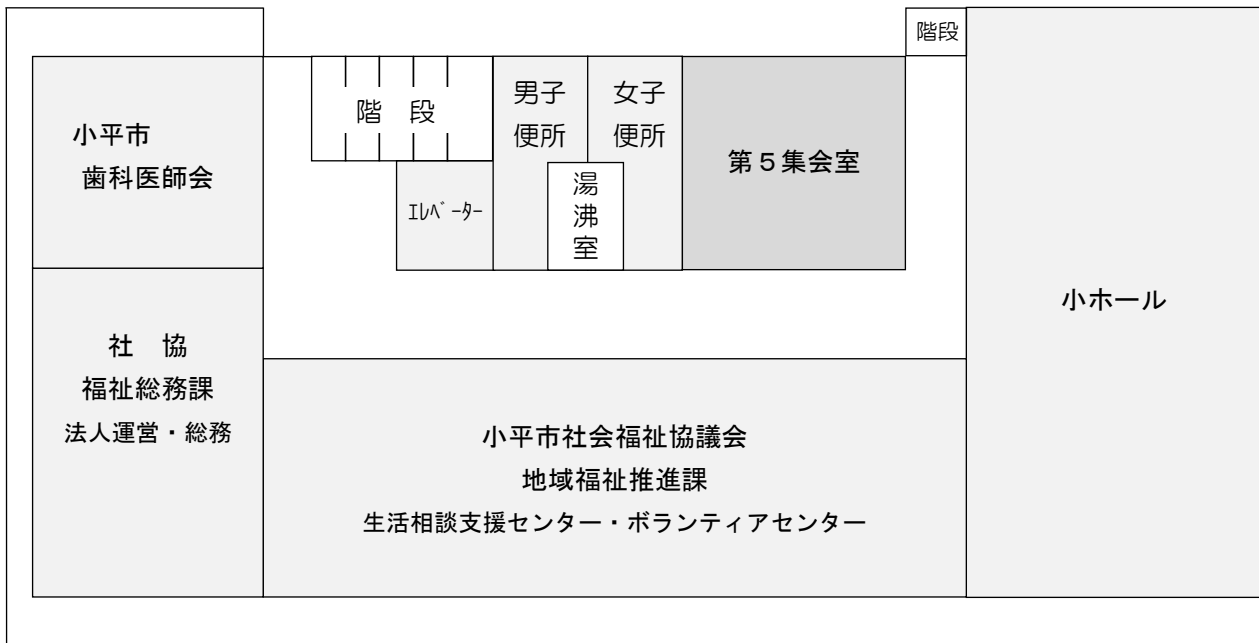 階段
小平市
歯科医師会
階　段
男子
便所
女子
便所
湯沸室
ｴﾚﾍﾞｰﾀｰ
第５集会室
小ホール
社　協
福祉総務課
法人運営・総務
小平市社会福祉協議会
地域福祉推進課
生活相談支援センター・ボランティアセンター